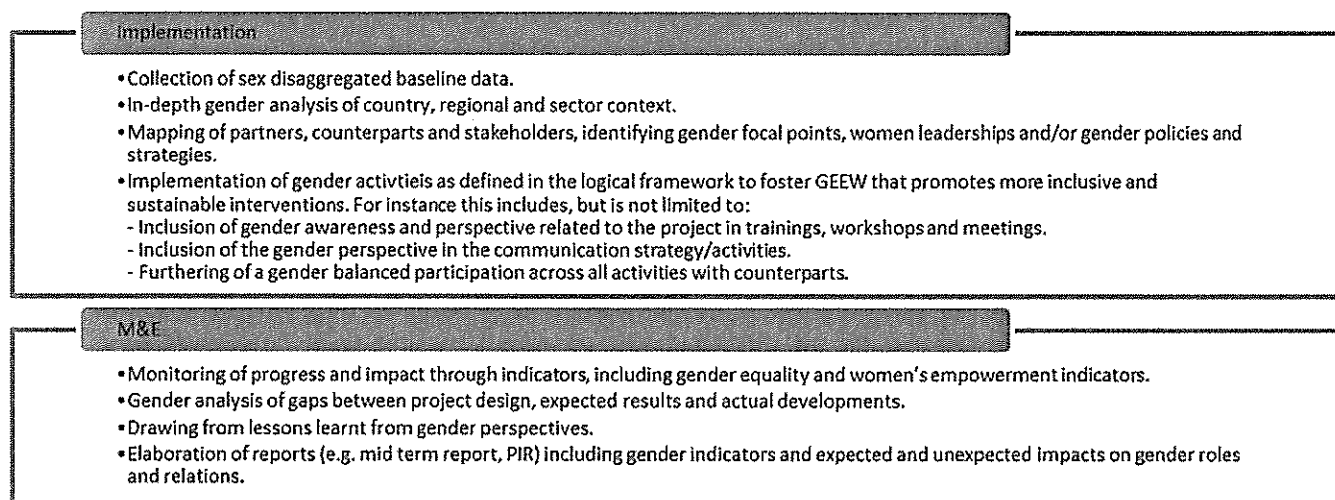 Implementation
•Collection of sex disaggregated baseline data.
•In-depth gender analysis of country, regional and sector context.
•Mapping of partners, counterparts and stakeholders, identifying gender focal points, women leaderships and/or gender policies and
strategies.
•Implementation of gender activtieis as defined in the logical framework to foster GEEW that promotes more inclusive and
sustainable interventions. For instance this includes, but is not limited to:
- Inclusion of gender awareness and perspective related to the project in trainings, workshops and meetings.
- Inclusion of the gender perspective in the communication strategy/activities.
- Furthering of a gender balanced participation across all activities with counterparts.
M&E
•Monitoring of progress and impact through indicators, including gender equality and women's empowerment indicators.
•Gender analysis of gaps between project design, expected results and actual developments.
•Drawing from lessons learnt from gender perspectives.
•Elaboration of reports (e.g. mid term report, PIR) including gender indicators and expected and unexpected impacts on gender roles
and relations.